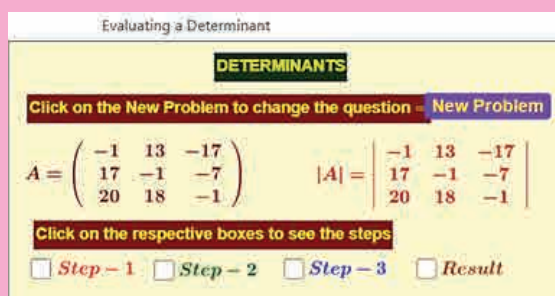 Evaluating a Determinant
DETERMINANTS
Click on the New Problem to change the question = New Problem
A = ( −1 13 −17 |A| = | −1 13 −17
17 −1 −7 17 −1 −7
20 18 −1 ) 20 18 −1 |
Click on the respective boxes to see the steps
Step − 1 Step − 2 Step − 3 Result